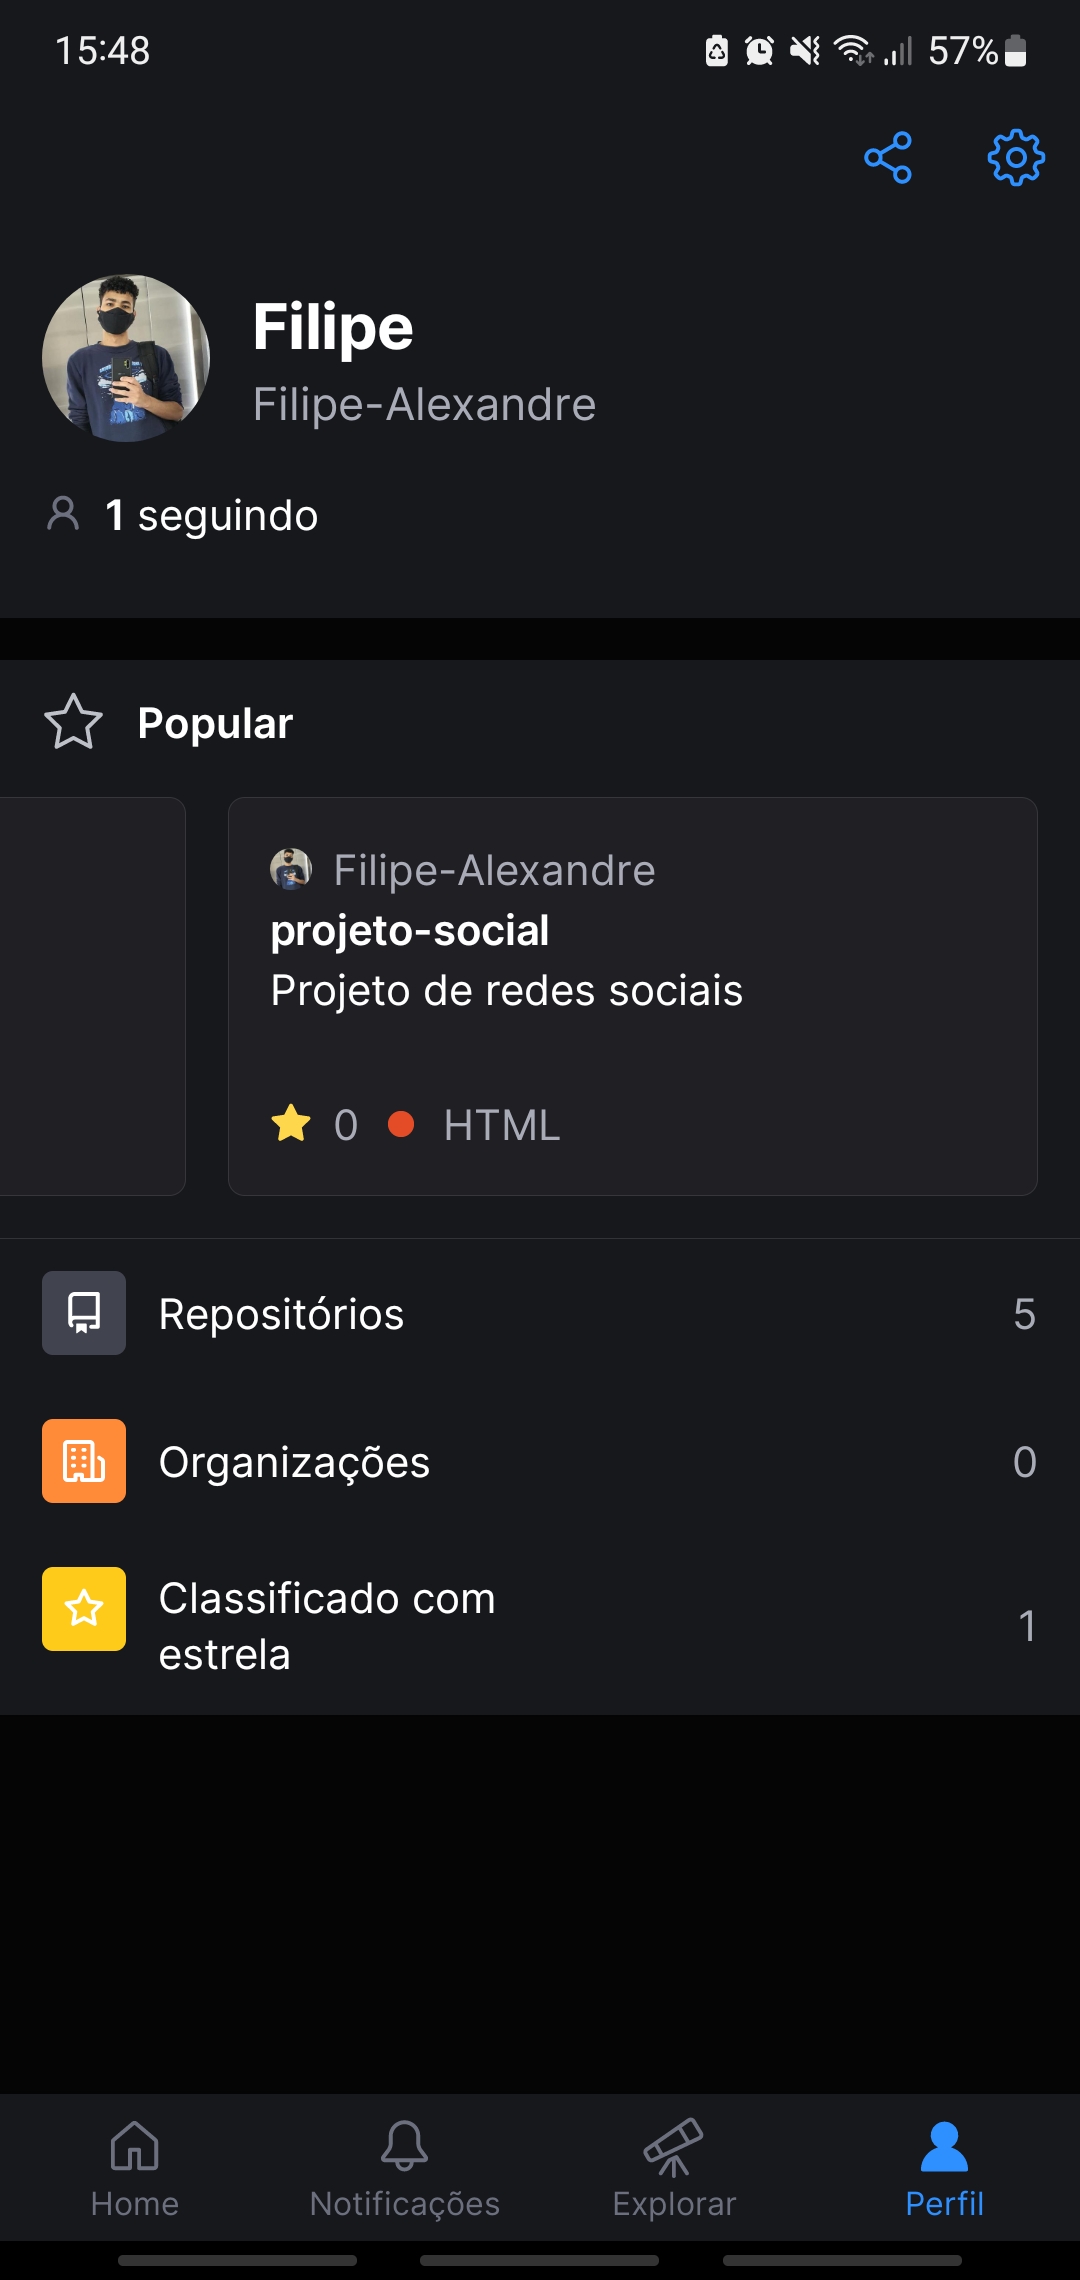 15:48
57%
Filipe
Filipe-Alexandre
1 seguindo
Popular
Filipe-Alexandre
projeto-social
Projeto de redes sociais
0 HTML
Repositórios 5
Organizações 0
Classificado com
estrela 1
Home Notificações Explorar Perfil